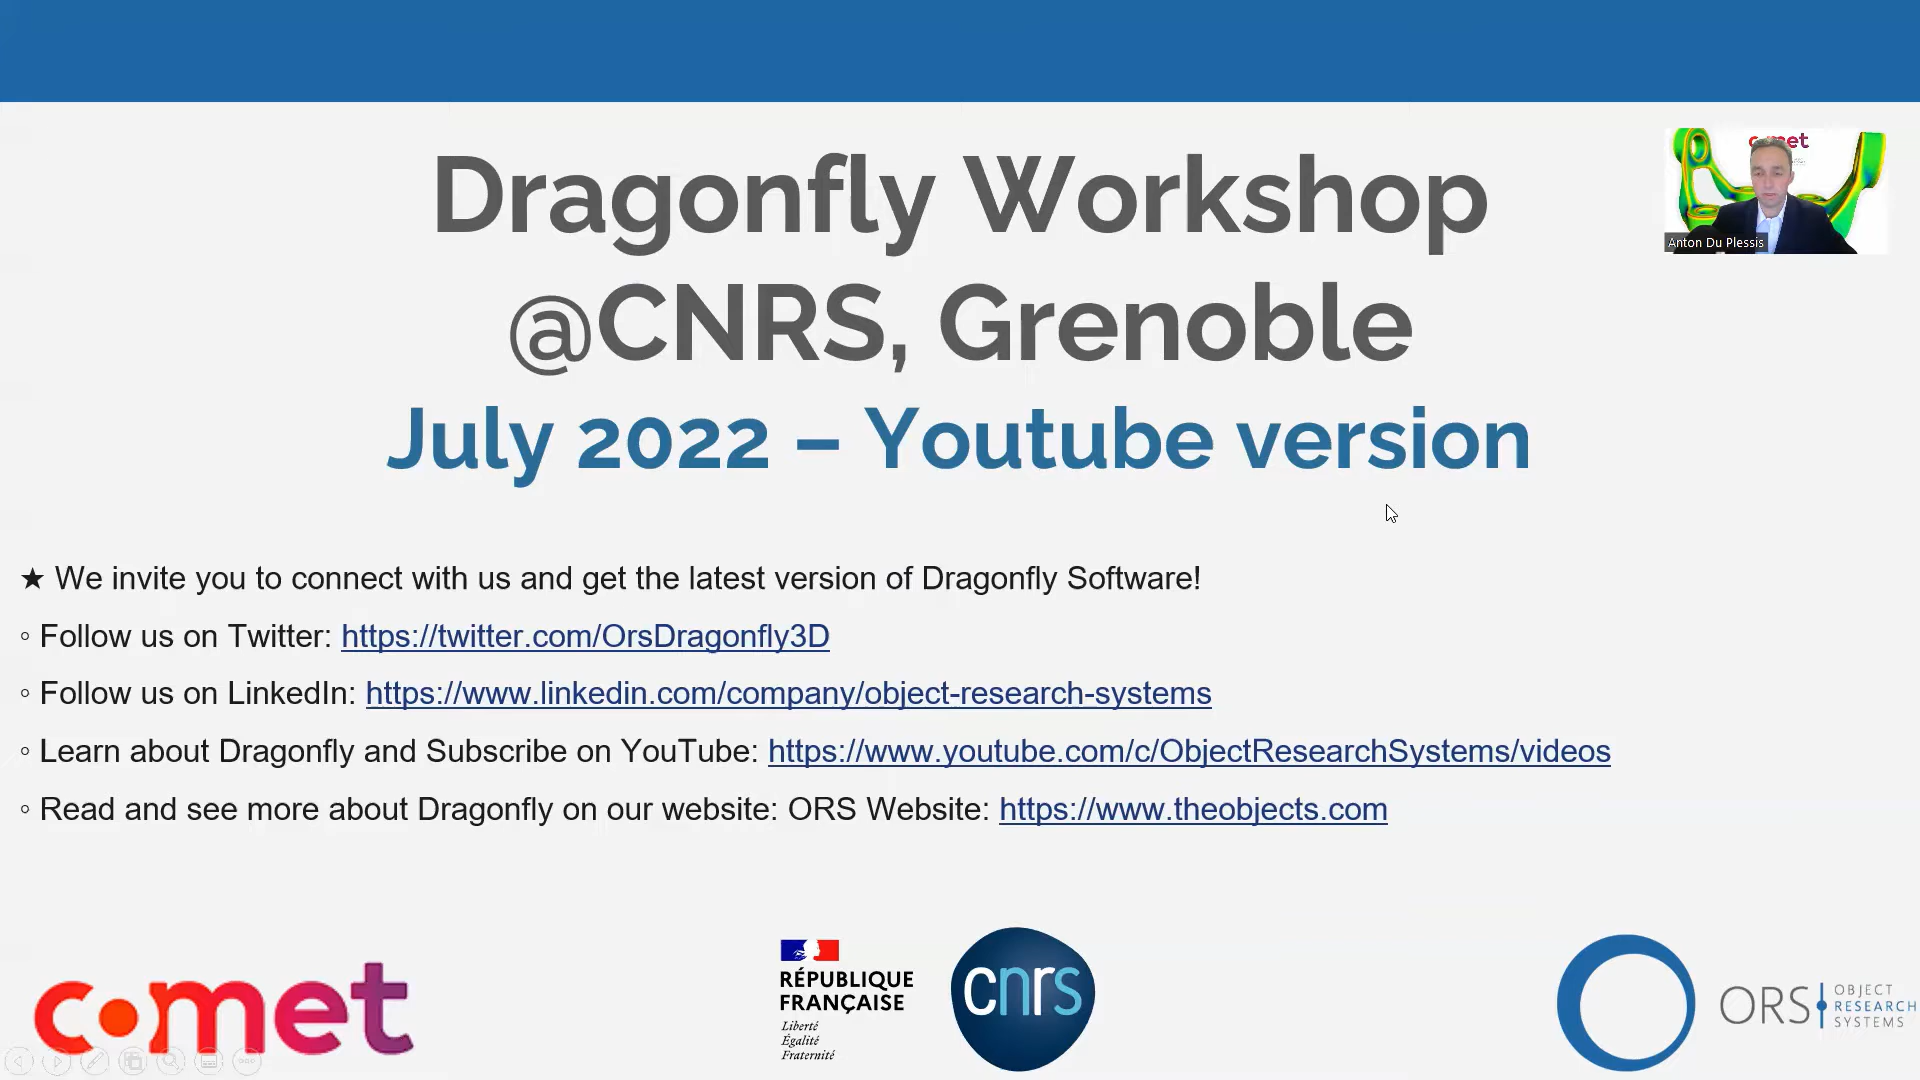 Dragonfly Workshop
@CNRS, Grenoble
July 2022 – Youtube version
comet
Anton Du Plessis
★ We invite you to connect with us and get the latest version of Dragonfly Software!
◦ Follow us on Twitter: https://twitter.com/OrsDragonfly3D
◦ Follow us on LinkedIn: https://www.linkedin.com/company/object-research-systems
◦ Learn about Dragonfly and Subscribe on YouTube: https://www.youtube.com/c/ObjectResearchSystems/videos
◦ Read and see more about Dragonfly on our website: ORS Website: https://www.theobjects.com
comet
RÉPUBLIQUE
FRANÇAISE
Liberté
Égalité
Fraternité
cnrs
ORS
OBJECT
RESEARCH
SYSTEMS